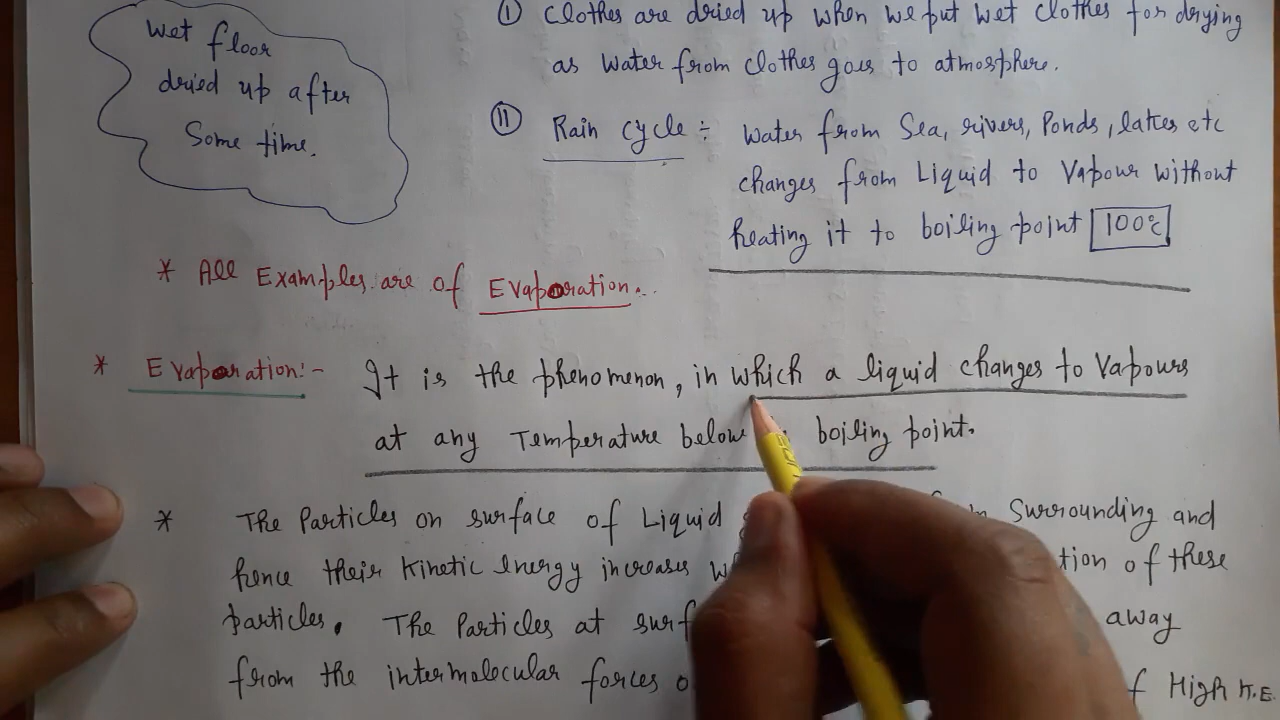 Wet floor
dried up after
Some time.
I Clothes are dried up when we put wet clothes for drying
as water from clothes goes to atmosphere.
II Rain Cycle :- Water from Sea, rivers, Ponds, lakes etc
changes from Liquid to Vapour without
heating it to boiling point 100°C
* All Examples are of Evaporation.
* Evaporation:- It is the phenomenon, in which a liquid changes to Vapours
at any Temperature below boiling point.
* The Particles on surface of Liquid Surrounding and
hence their Kinetic energy increases of these
particles. The Particles at away
from the intermolecular forces High K.E.